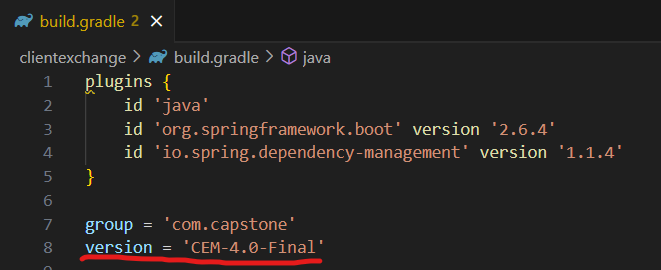 build.gradle 2
clientexchange > build.gradle > java
1 plugins {
2 id 'java'
3 id 'org.springframework.boot' version '2.6.4'
4 id 'io.spring.dependency-management' version '1.1.4'
5 }
6
7 group = 'com.capstone'
8 version = 'CEM-4.0-Final'